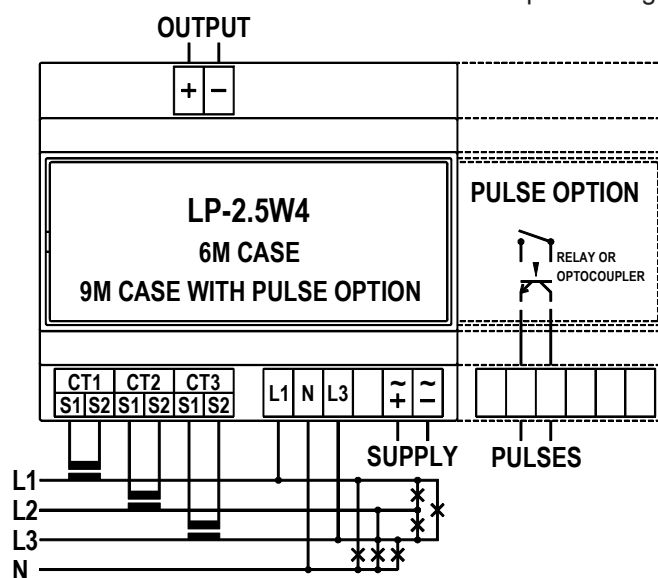 OUTPUT
+ −
LP-2.5W4
6M CASE
9M CASE WITH PULSE OPTION
PULSE OPTION
RELAY OR
OPTOCOUPLER
CT1 CT2 CT3
S1 S2 S1 S2 S1 S2
L1 N L3
~ ~
+ −
SUPPLY
PULSES
L1
L2
L3
N